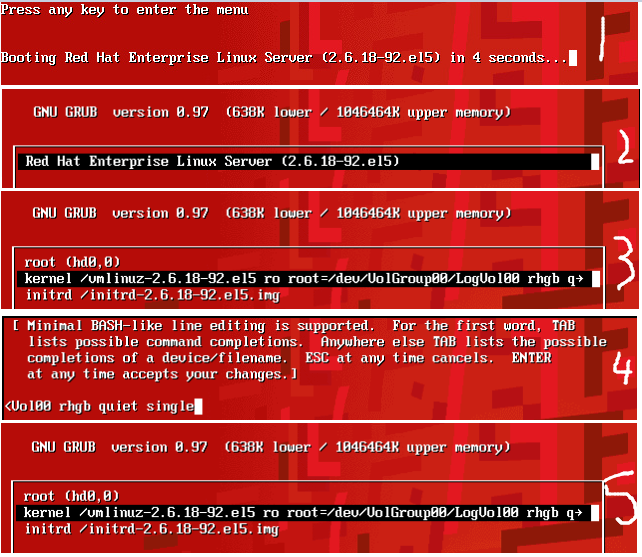 Press any key to enter the menu
Booting Red Hat Enterprise Linux Server (2.6.18-92.el5) in 4 seconds...
1
GNU GRUB version 0.97 (638K lower / 1046464K upper memory)
Red Hat Enterprise Linux Server (2.6.18-92.el5)
2
GNU GRUB version 0.97 (638K lower / 1046464K upper memory)
root (hd0,0)
kernel /vmlinuz-2.6.18-92.el5 ro root=/dev/VolGroup00/LogVol00 rhgb q→
initrd /initrd-2.6.18-92.el5.img
3
[ Minimal BASH-like line editing is supported. For the first word, TAB
lists possible command completions. Anywhere else TAB lists the possible
completions of a device/filename. ESC at any time cancels. ENTER
at any time accepts your changes.]
<Vol00 rhgb quiet single
4
GNU GRUB version 0.97 (638K lower / 1046464K upper memory)
root (hd0,0)
kernel /vmlinuz-2.6.18-92.el5 ro root=/dev/VolGroup00/LogVol00 rhgb q→
initrd /initrd-2.6.18-92.el5.img
5